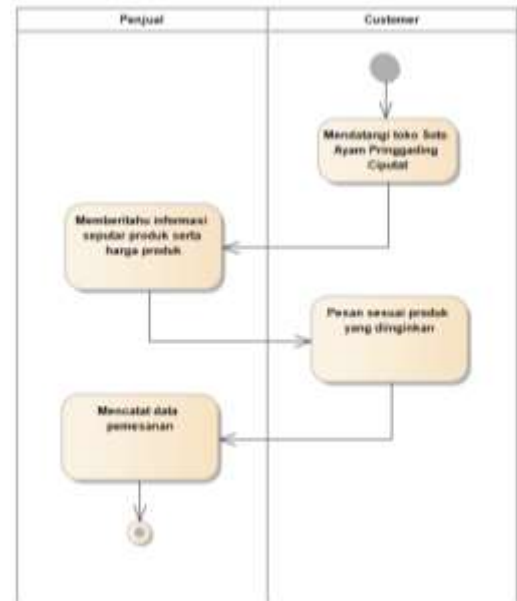 Penjual
Customer
Mendatangi toko Soto
Ayam Pringgading
Ciputat
Memberitahu informasi
seputar produk serta
harga produk
Pesan sesuai produk
yang diinginkan
Mencatat data
pemesanan